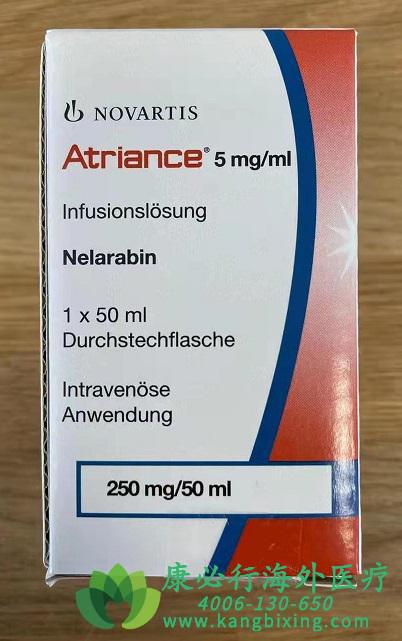 NOVARTIS
Atriance® 5 mg/ml
Infusionslösung
Nelarabin
1 x 50 ml
Durchstechflasche
Intravenöse
Anwendung
250 mg/50 ml
康必行海外医疗
4006-130-650
www.kangbixing.com